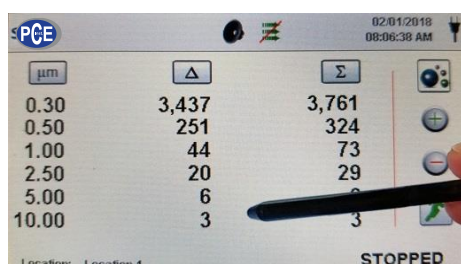 PCE
02/01/2018
08:06:38 AM
µm Δ Σ
0.30 3,437 3,761
0.50 251 324
1.00 44 73
2.50 20 29
5.00 6
10.00 3 3
STOPPED